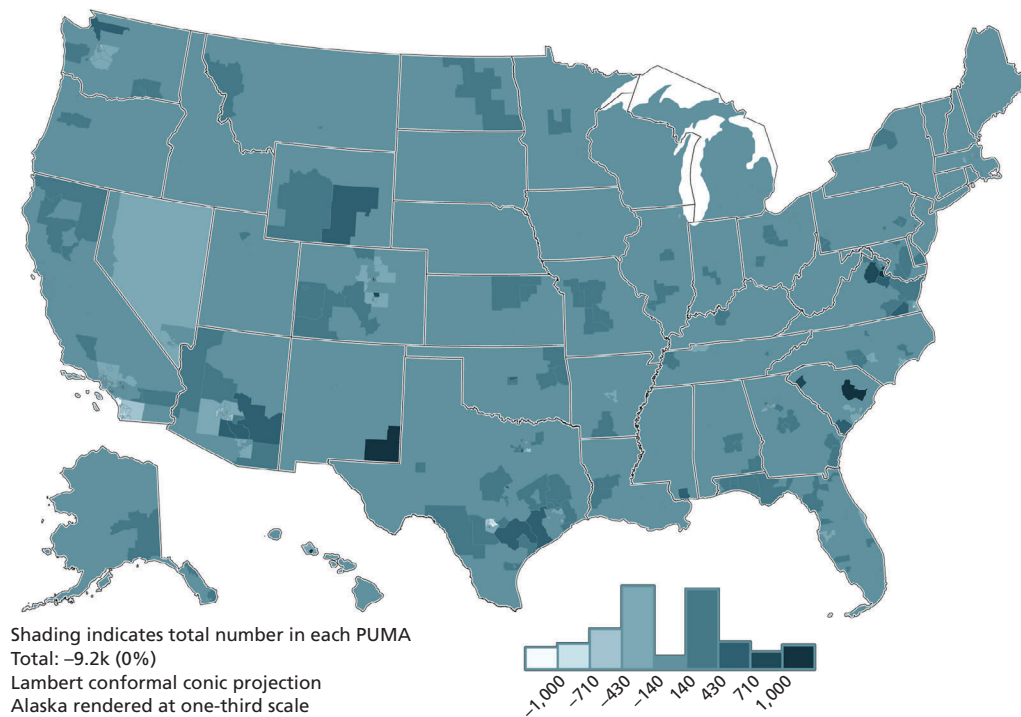 Shading indicates total number in each PUMA
Total: –9.2k (0%)
Lambert conformal conic projection
Alaska rendered at one-third scale
–1,000
–710
–430
–140
140
430
710
1,000